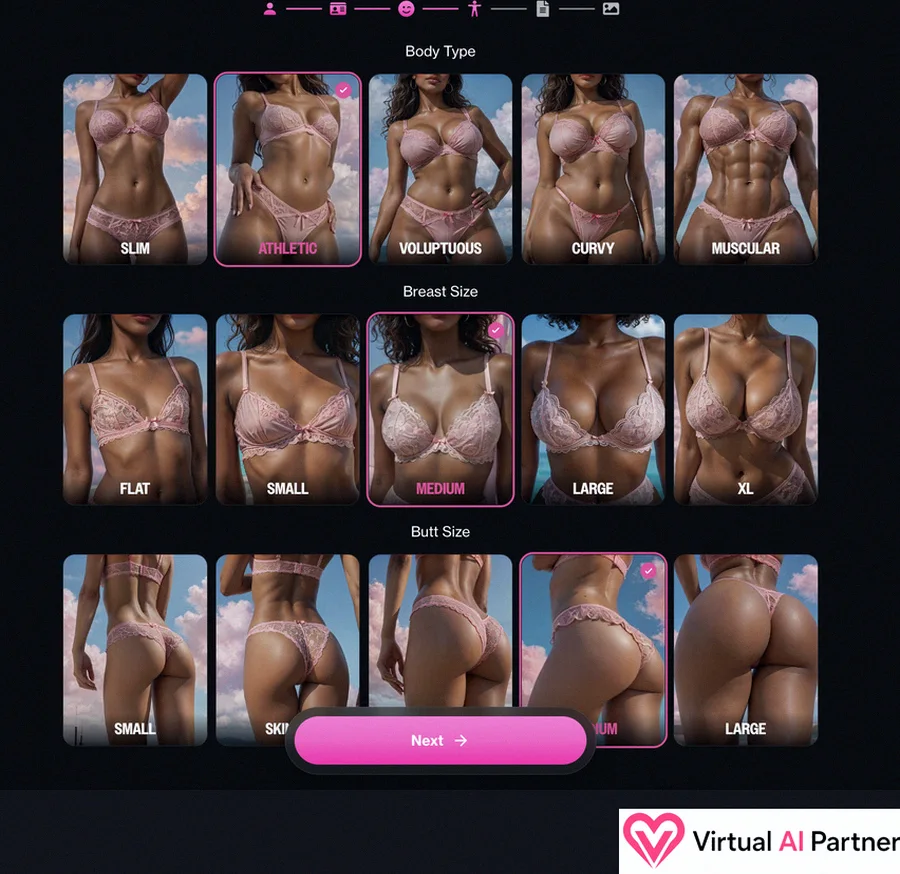 Body Type
SLIM
ATHLETIC
VOLUPTUOUS
CURVY
MUSCULAR
Breast Size
FLAT
SMALL
MEDIUM
LARGE
XL
Butt Size
SMALL
LARGE
Next
Virtual AI Partner